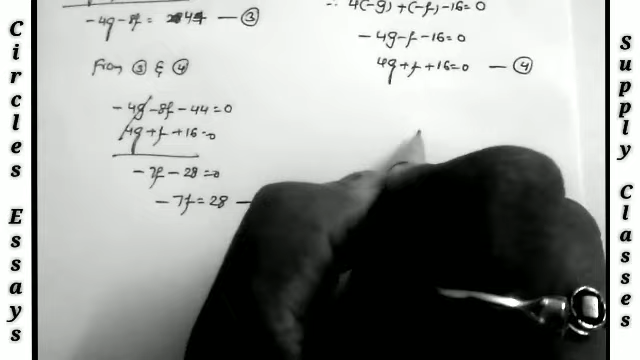 Circles Essays
-4g-8f = 44 — ③
From ③ & ④
-4g-8f-44=0
4g+f+16=0
-7f-28=0
-7f=28 —
∴ 4(-g)+(-f)-16=0
-4g-f-16=0
4g+f+16=0 — ④
Supply Classes